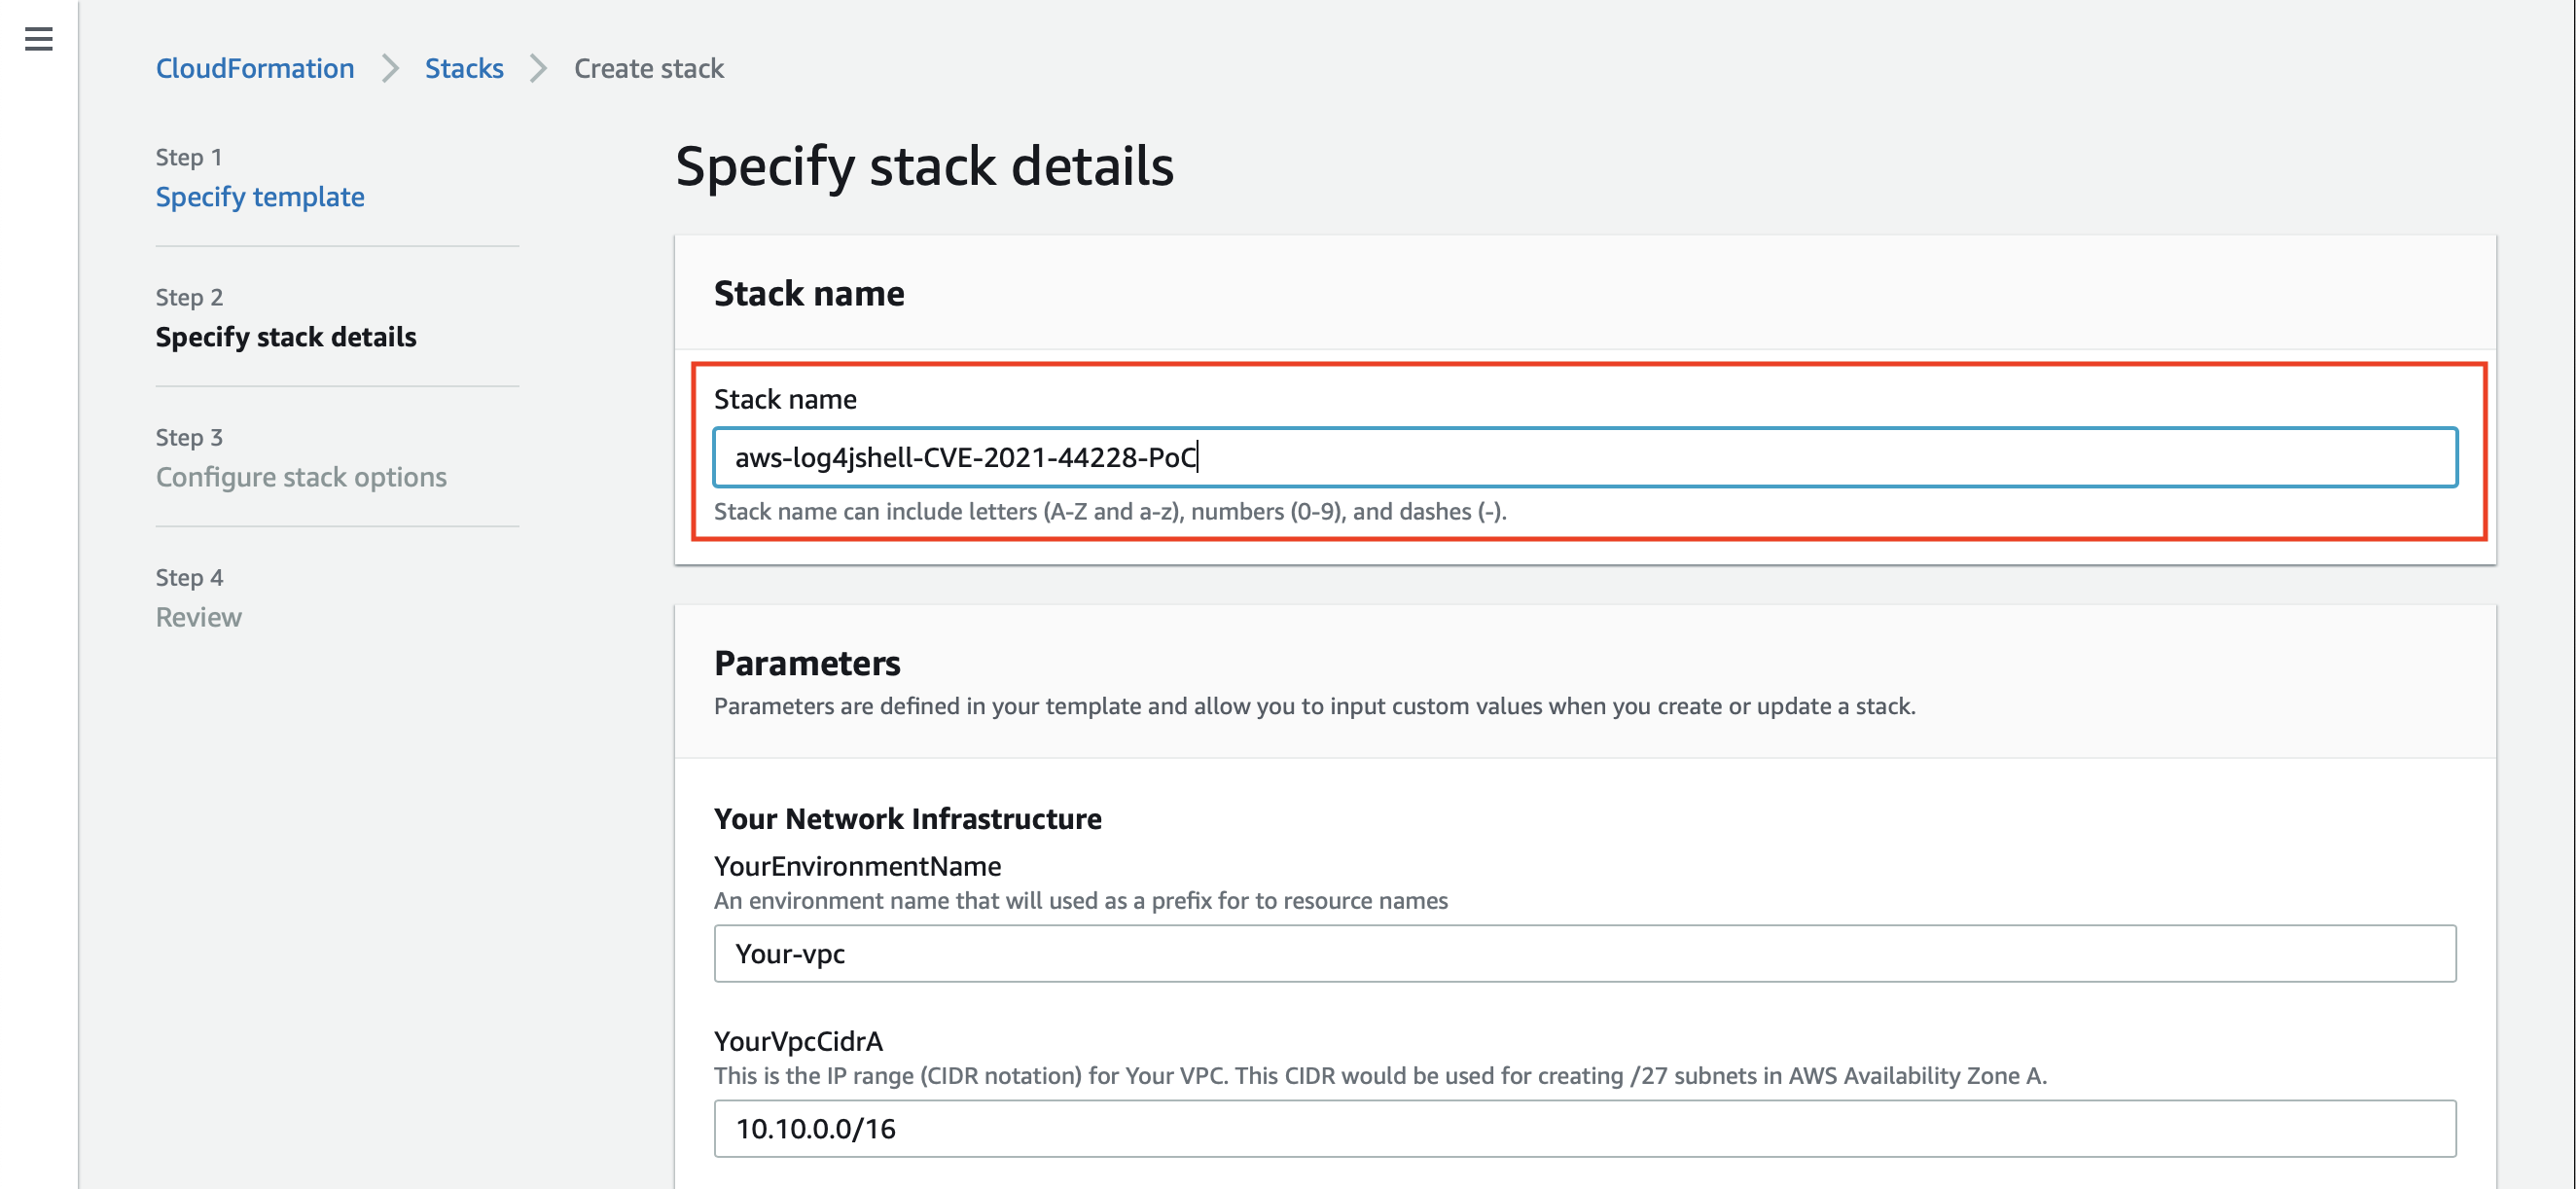 CloudFormation > Stacks > Create stack
Step 1
Specify template
Step 2
Specify stack details
Step 3
Configure stack options
Step 4
Review
Specify stack details
Stack name
Stack name
aws-log4jshell-CVE-2021-44228-PoC
Stack name can include letters (A-Z and a-z), numbers (0-9), and dashes (-).
Parameters
Parameters are defined in your template and allow you to input custom values when you create or update a stack.
Your Network Infrastructure
YourEnvironmentName
An environment name that will used as a prefix for to resource names
Your-vpc
YourVpcCidrA
This is the IP range (CIDR notation) for Your VPC. This CIDR would be used for creating /27 subnets in AWS Availability Zone A.
10.10.0.0/16